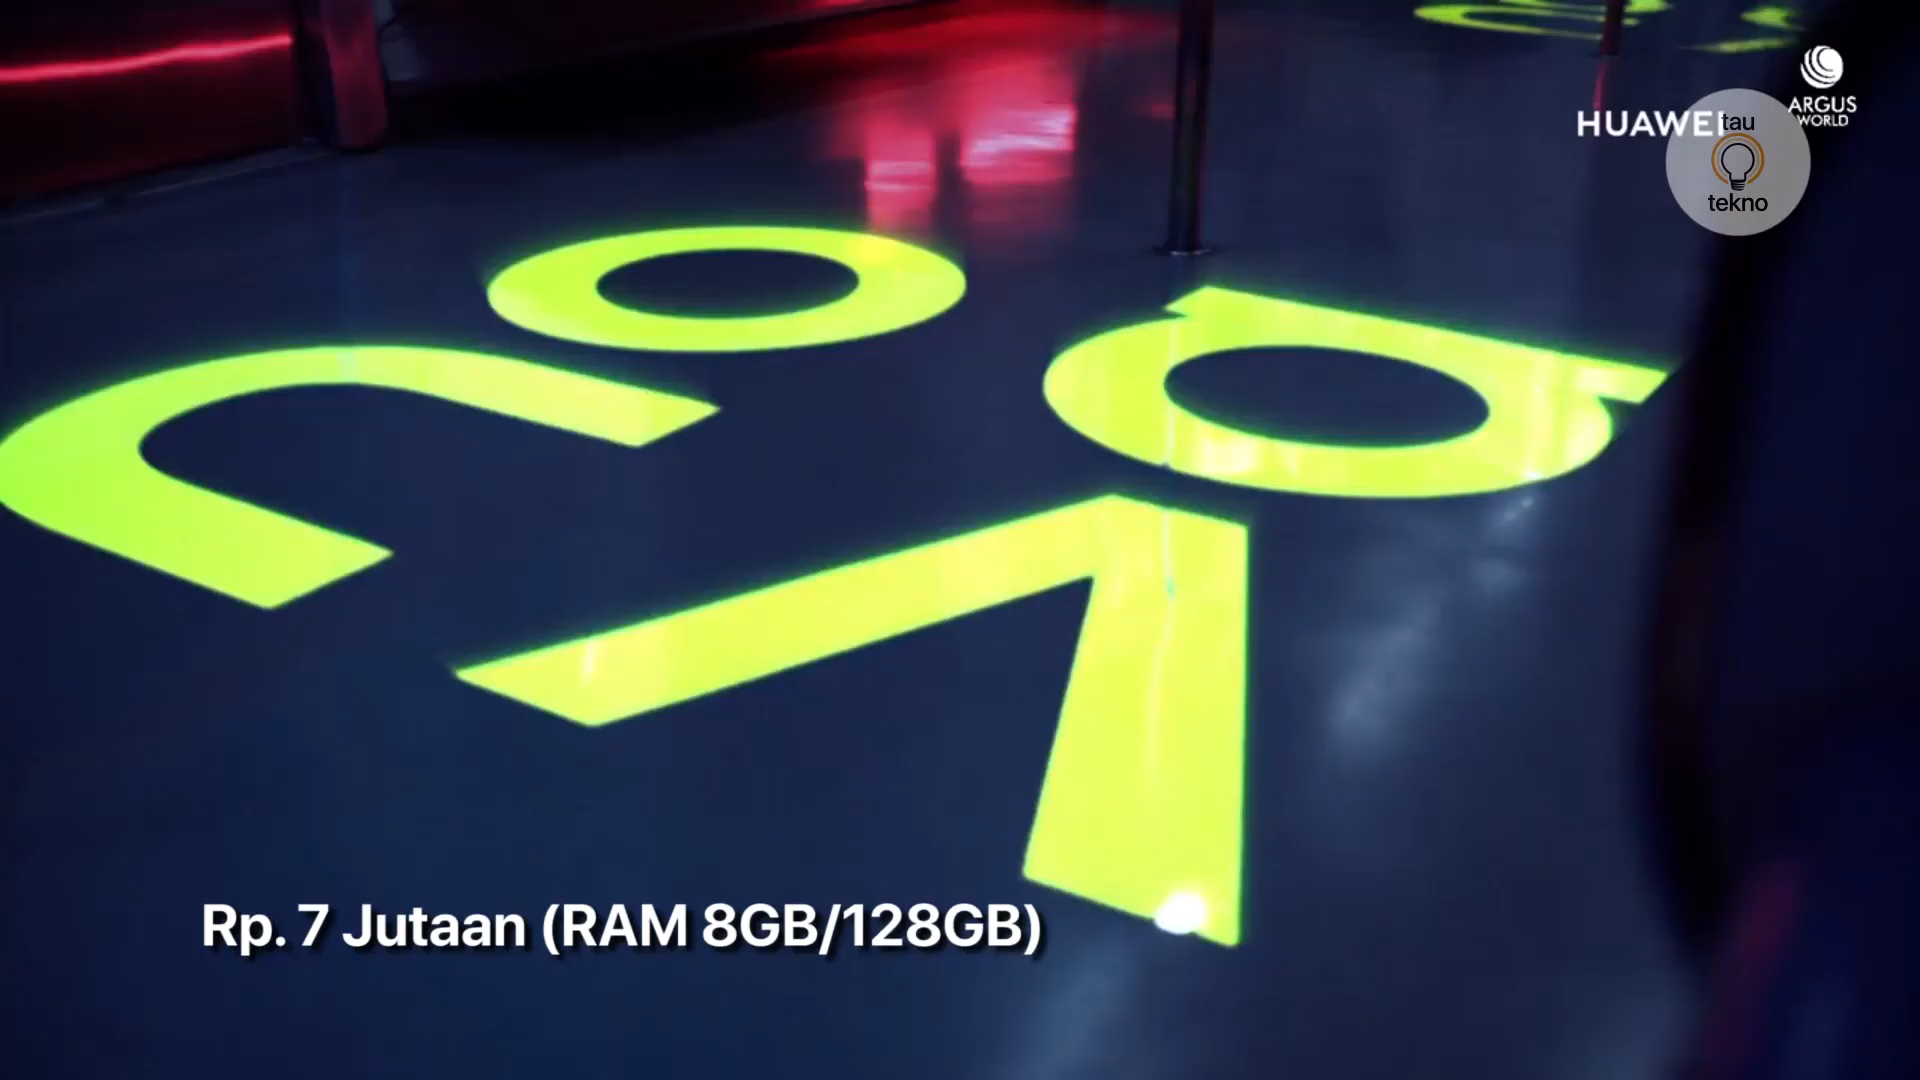 HUAWEI
ARGUS
WORLD
tau
tekno
nova
Rp. 7 Jutaan (RAM 8GB/128GB)